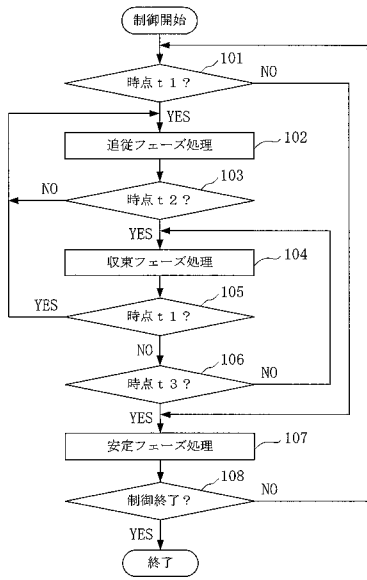 制御開始
101
時点t1?
NO
YES
追従フェーズ処理
102
103
NO
時点t2?
YES
収束フェーズ処理
104
105
YES
時点t1?
NO
106
時点t3?
NO
YES
安定フェーズ処理
107
108
制御終了?
NO
YES
終了